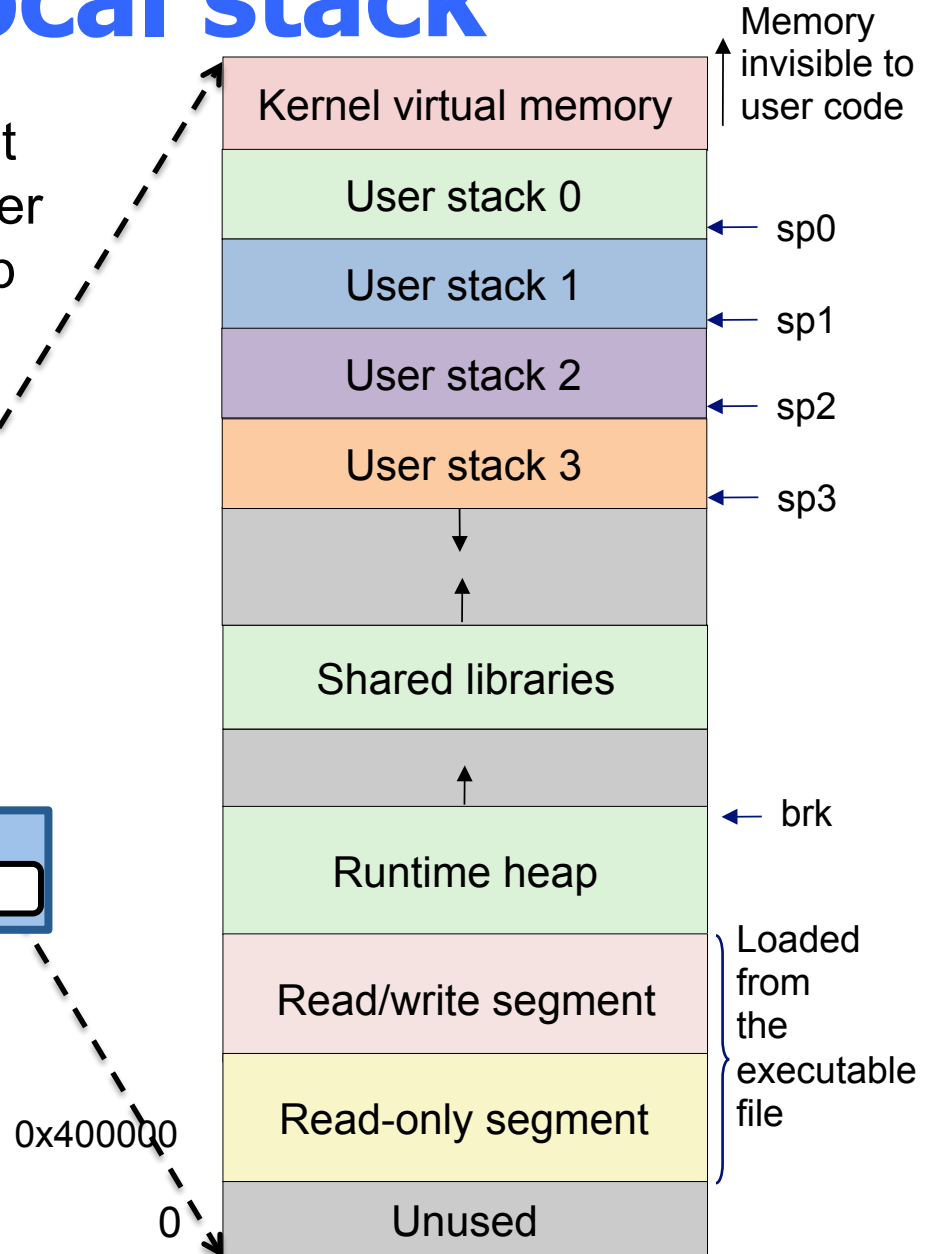 ocal stack
Memory
invisible to
user code
Kernel virtual memory
t
er
User stack 0
sp0
User stack 1
sp1
User stack 2
sp2
User stack 3
sp3
Shared libraries
brk
Runtime heap
Loaded
from
the
executable
file
Read/write segment
Read-only segment
0x400000
0
Unused